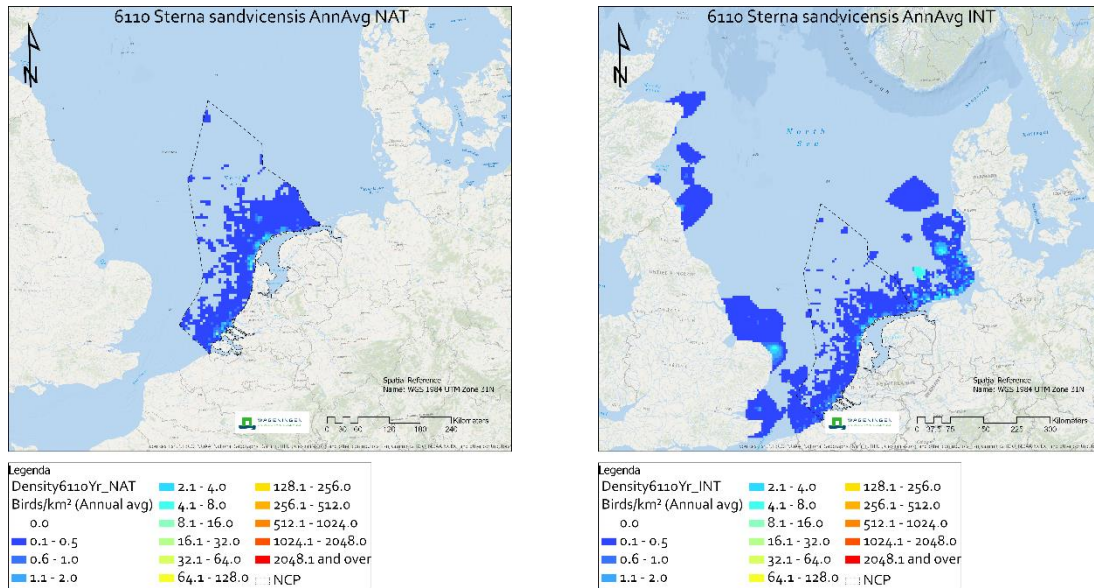 6110 Sterna sandvicensis AnnAvg NAT
N
Spatial Reference
Name: WGS 1984 UTM Zone 31N
WAGENINGEN
0 30 60 120 180 240
Kilometers
Legenda
Density6110Yr_NAT
Birds/km² (Annual avg)
0.0
0.1 - 0.5
0.6 - 1.0
1.1 - 2.0
2.1 - 4.0
4.1 - 8.0
8.1 - 16.0
16.1 - 32.0
32.1 - 64.0
64.1 - 128.0
128.1 - 256.0
256.1 - 512.0
512.1 - 1024.0
1024.1 - 2048.0
2048.1 and over
NCP
6110 Sterna sandvicensis AnnAvg INT
N
North
Sea
Spatial Reference
Name: WGS 1984 UTM Zone 31N
WAGENINGEN
0 37.5 75 150 225 300
Kilometers
Legenda
Density6110Yr_INT
Birds/km² (Annual avg)
0.0
0.1 - 0.5
0.6 - 1.0
1.1 - 2.0
2.1 - 4.0
4.1 - 8.0
8.1 - 16.0
16.1 - 32.0
32.1 - 64.0
64.1 - 128.0
128.1 - 256.0
256.1 - 512.0
512.1 - 1024.0
1024.1 - 2048.0
2048.1 and over
NCP